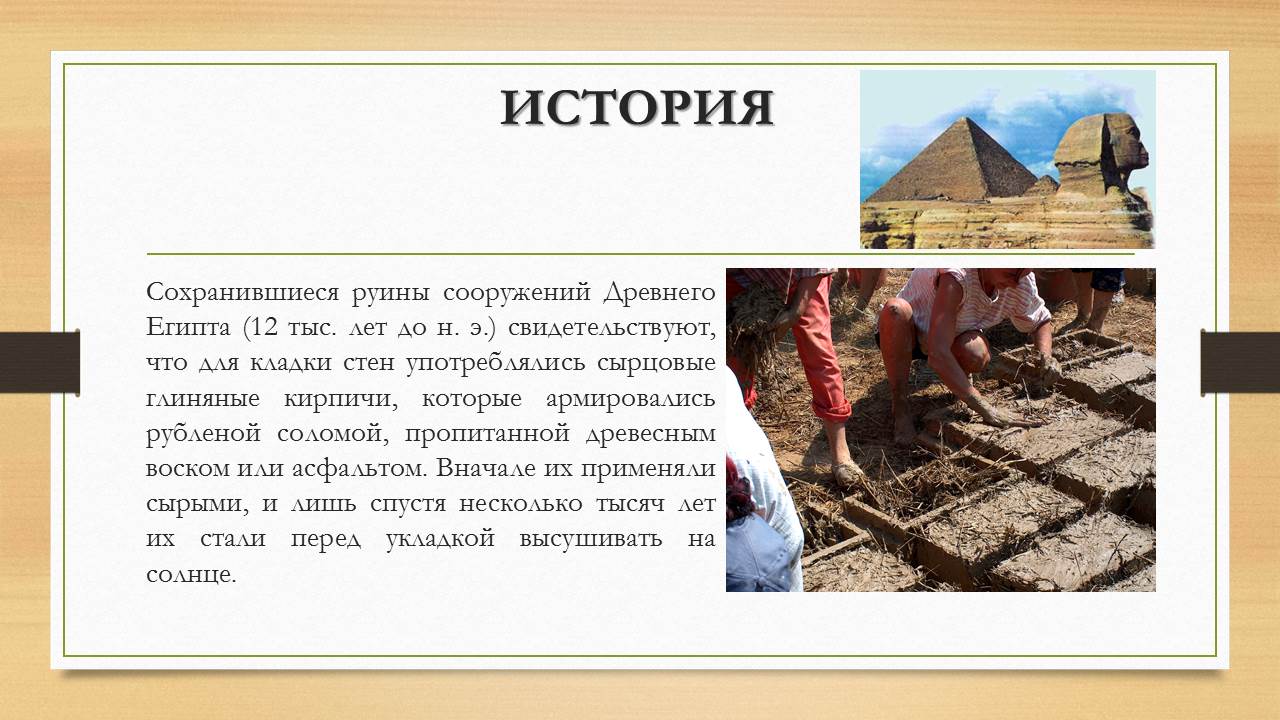 ИСТОРИЯ
Сохранившиеся руины сооружений Древнего
Египта (12 тыс. лет до н. э.) свидетельствуют,
что для кладки стен употреблялись сырцовые
глиняные кирпичи, которые армировались
рубленой соломой, пропитанной древесным
воском или асфальтом. Вначале их применяли
сырыми, и лишь спустя несколько тысяч лет
их стали перед укладкой высушивать на
солнце.